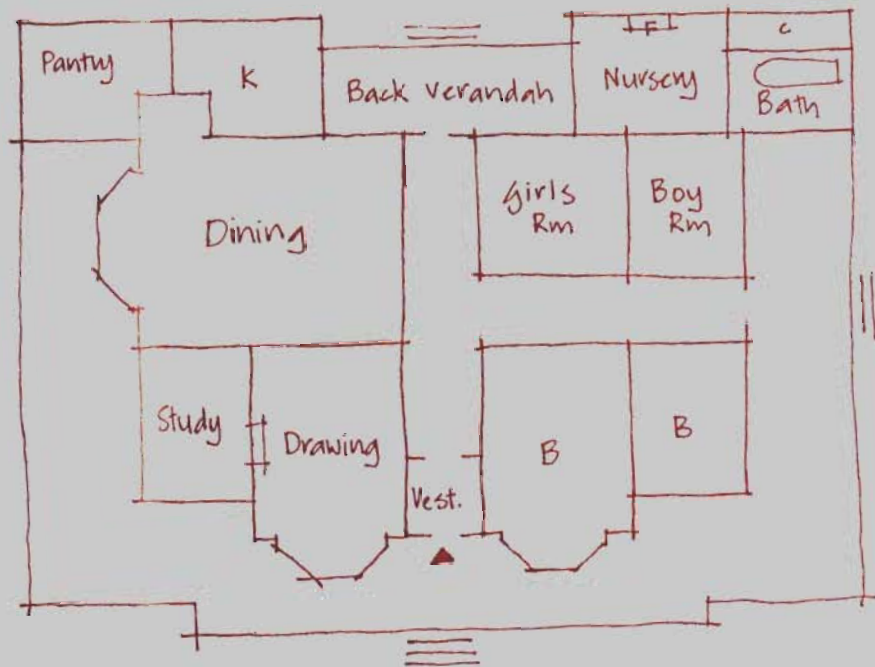 Pantry
K
Back Verandah
F
Nursery
C
Bath
Dining
Girls
Rm
Boy
Rm
Study
Drawing
Vest.
B
B